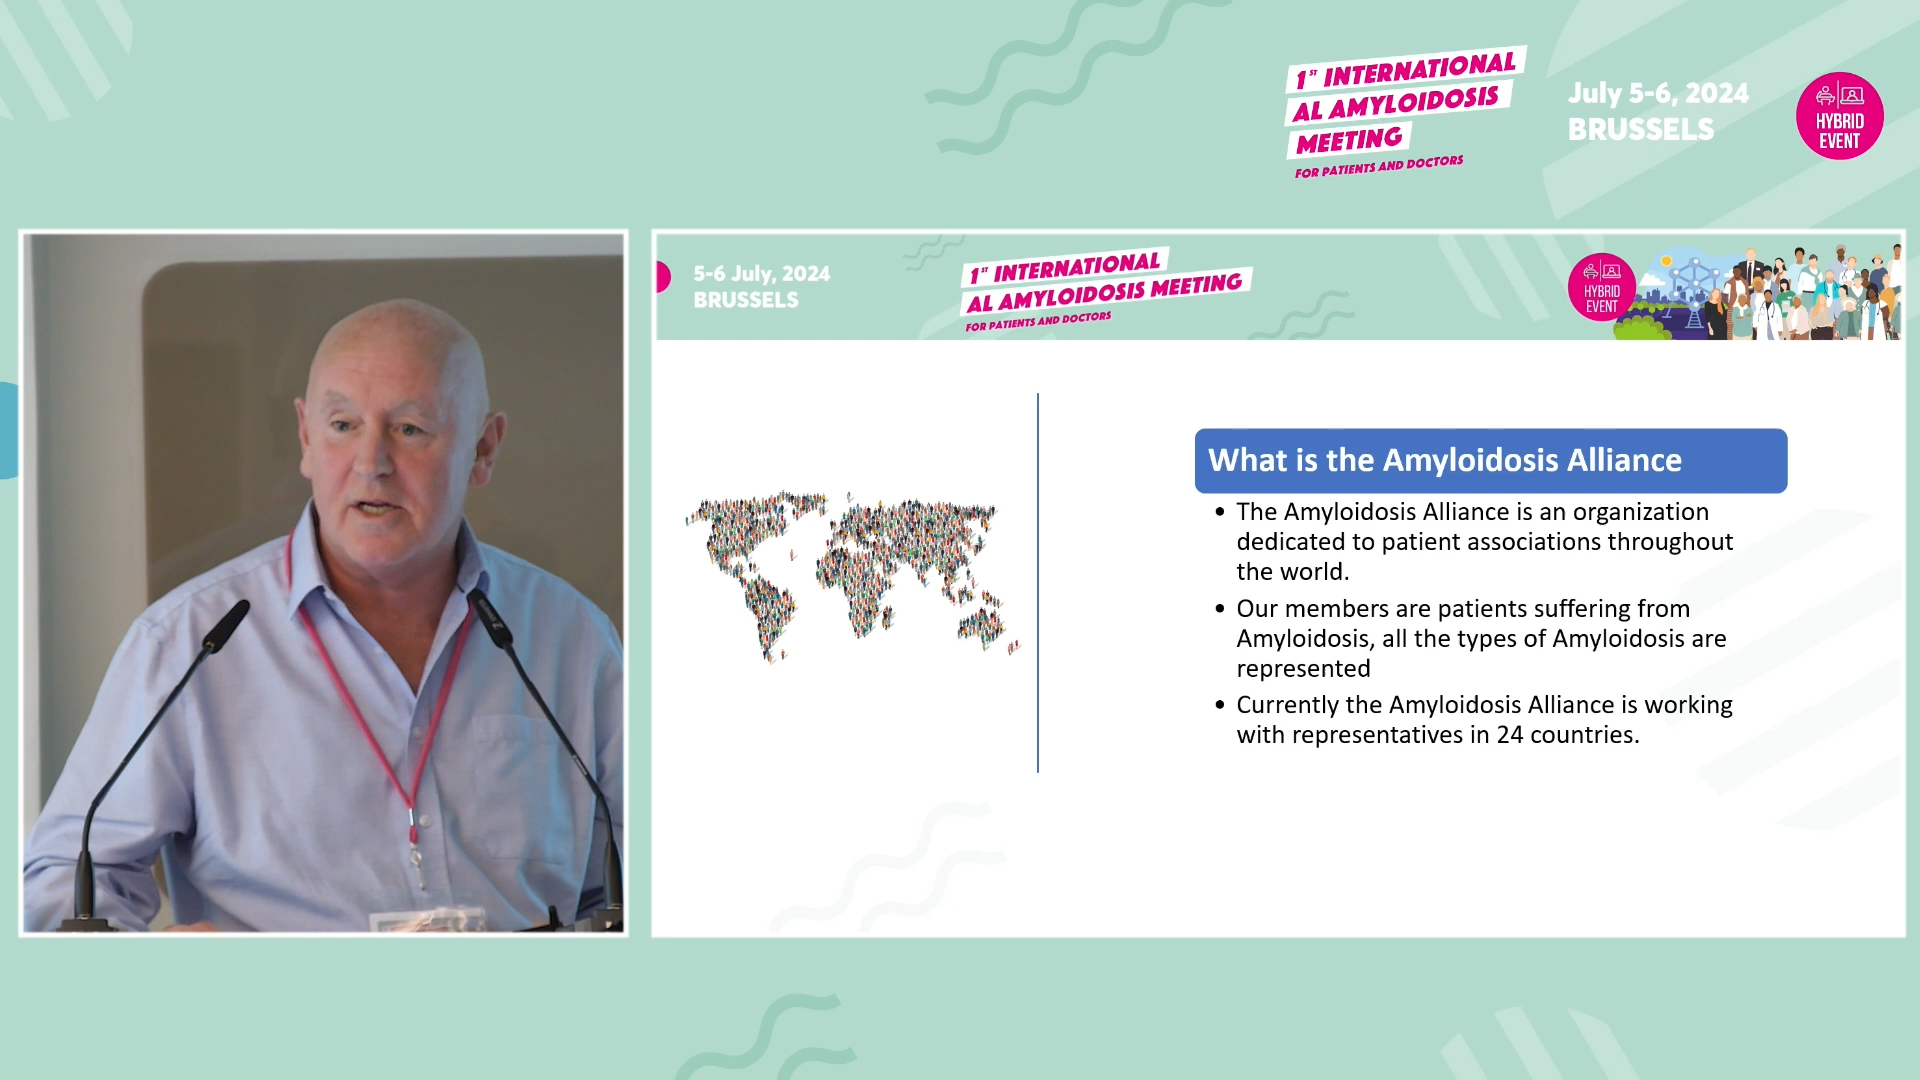 1ST INTERNATIONAL
AL AMYLOIDOSIS
MEETING
FOR PATIENTS AND DOCTORS
July 5-6, 2024
BRUSSELS
HYBRID
EVENT
5-6 July, 2024
BRUSSELS
1ST INTERNATIONAL
AL AMYLOIDOSIS MEETING
FOR PATIENTS AND DOCTORS
HYBRID
EVENT
What is the Amyloidosis Alliance
• The Amyloidosis Alliance is an organization
dedicated to patient associations throughout
the world.
• Our members are patients suffering from
Amyloidosis, all the types of Amyloidosis are
represented
• Currently the Amyloidosis Alliance is working
with representatives in 24 countries.